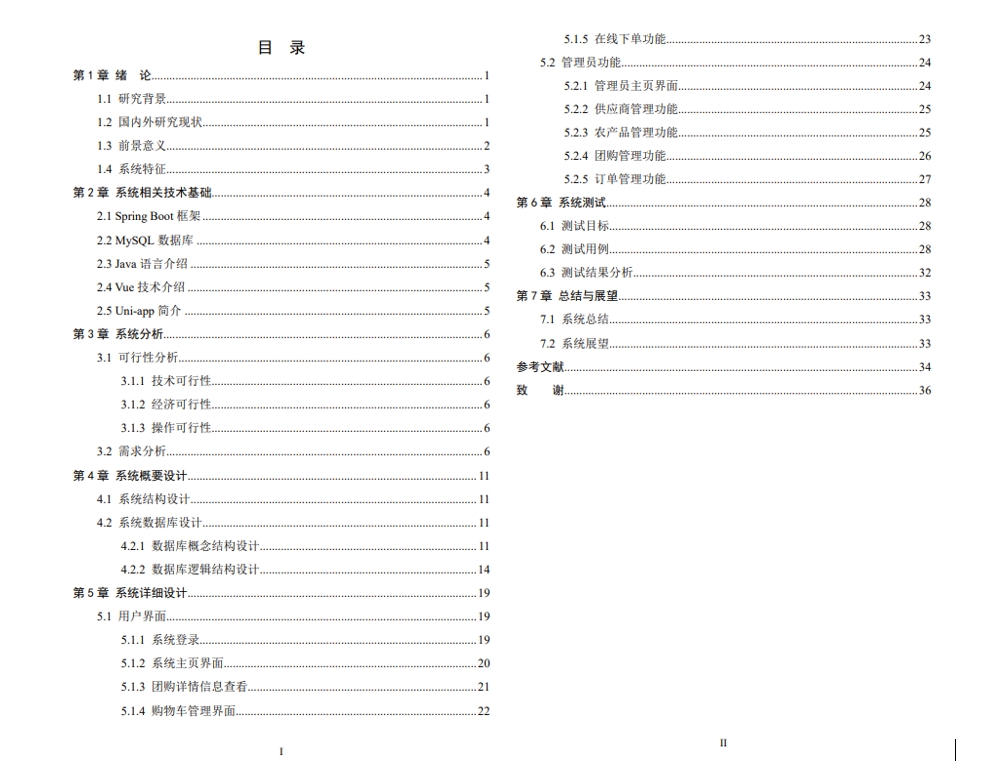 目 录
第 1 章 绪 论 1
1.1 研究背景 1
1.2 国内外研究现状 1
1.3 前景意义 2
1.4 系统特征 3
第 2 章 系统相关技术基础 4
2.1 Spring Boot 框架 4
2.2 MySQL 数据库 4
2.3 Java 语言介绍 5
2.4 Vue 技术介绍 5
2.5 Uni-app 简介 5
第 3 章 系统分析 6
3.1 可行性分析 6
3.1.1 技术可行性 6
3.1.2 经济可行性 6
3.1.3 操作可行性 6
3.2 需求分析 6
第 4 章 系统概要设计 11
4.1 系统结构设计 11
4.2 系统数据库设计 11
4.2.1 数据库概念结构设计 11
4.2.2 数据库逻辑结构设计 14
第 5 章 系统详细设计 19
5.1 用户界面 19
5.1.1 系统登录 19
5.1.2 系统主页界面 20
5.1.3 团购详情信息查看 21
5.1.4 购物车管理界面 22
I
5.1.5 在线下单功能 23
5.2 管理员功能 24
5.2.1 管理员主页界面 24
5.2.2 供应商管理功能 25
5.2.3 农产品管理功能 25
5.2.4 团购管理功能 26
5.2.5 订单管理功能 27
第 6 章 系统测试 28
6.1 测试目标 28
6.2 测试用例 28
6.3 测试结果分析 32
第 7 章 总结与展望 33
7.1 系统总结 33
7.2 系统展望 33
参考文献 34
致 谢 36
II